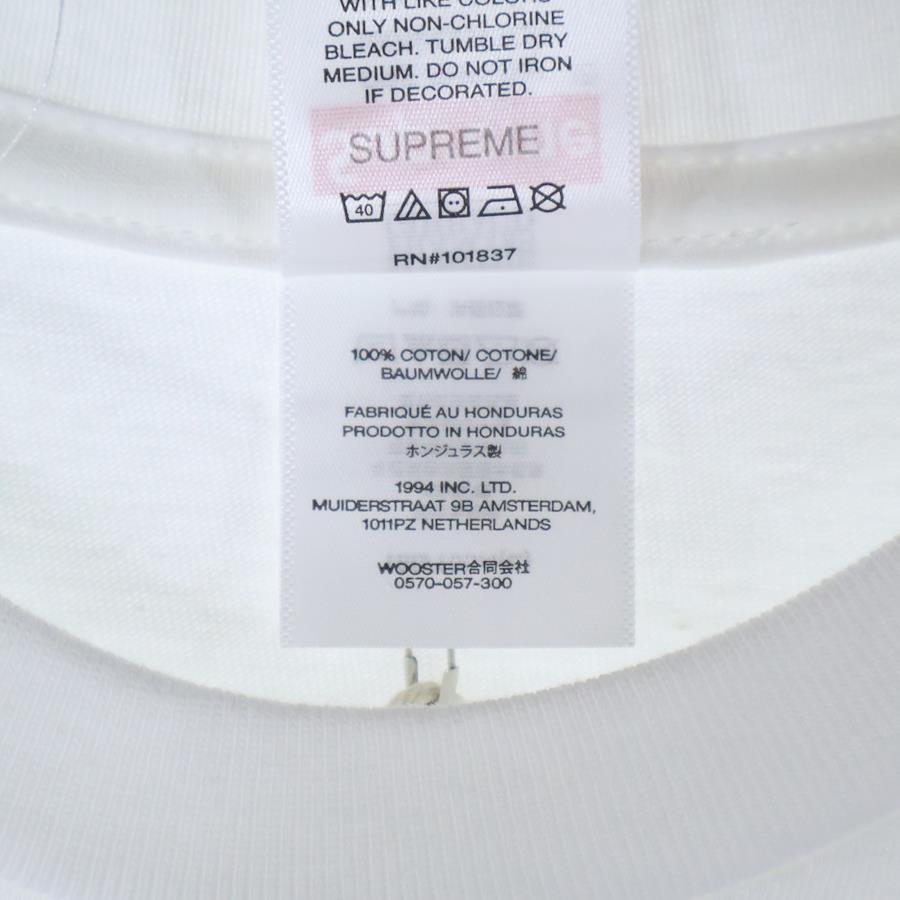 WITH LIKE COLORS
ONLY NON-CHLORINE
BLEACH. TUMBLE DRY
MEDIUM. DO NOT IRON
IF DECORATED.
SUPREME
40
RN#101837
100% COTON/ COTONE/
BAUMWOLLE/ 綿
FABRIQUÉ AU HONDURAS
PRODOTTO IN HONDURAS
ホンジュラス製
1994 INC. LTD.
MUIDERSTRAAT 9B AMSTERDAM,
1011PZ NETHERLANDS
WOOSTER合同会社
0570-057-300